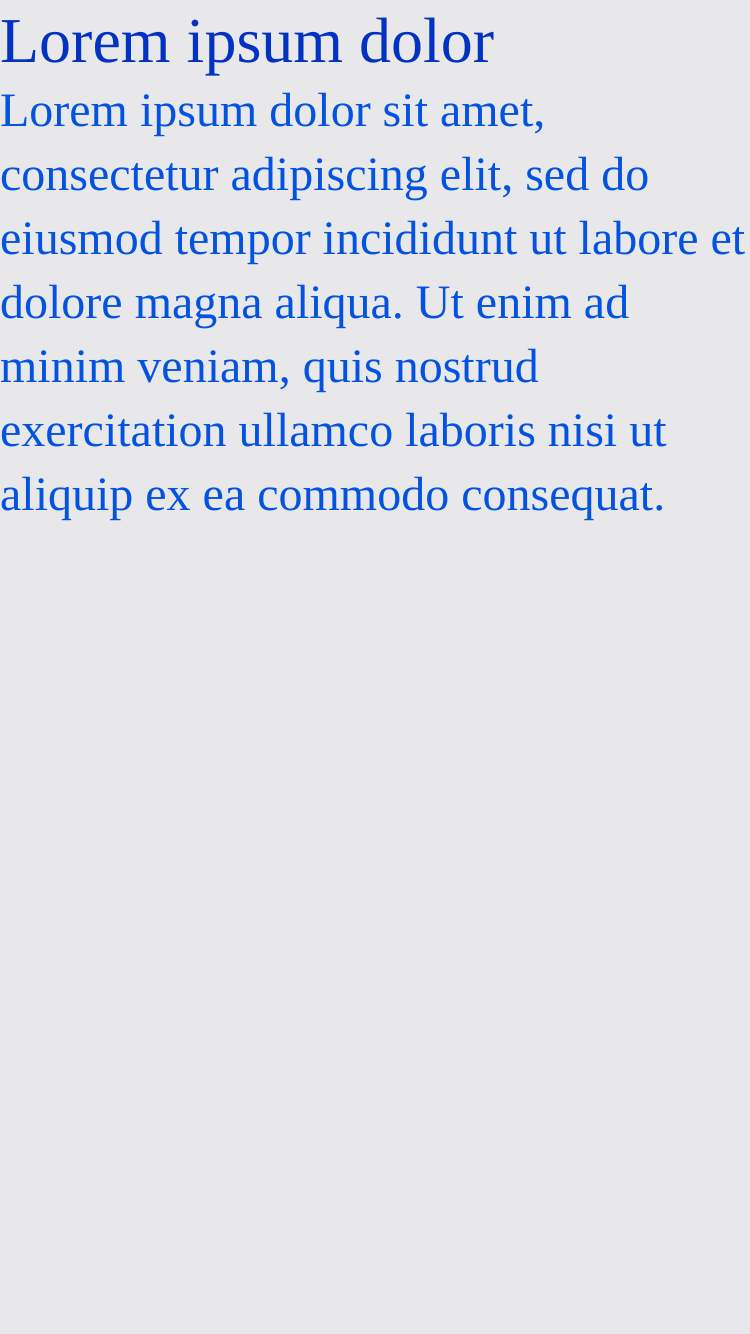 Lorem ipsum dolor
Lorem ipsum dolor sit amet,
consectetur adipiscing elit, sed do
eiusmod tempor incididunt ut labore et
dolore magna aliqua. Ut enim ad
minim veniam, quis nostrud
exercitation ullamco laboris nisi ut
aliquip ex ea commodo consequat.